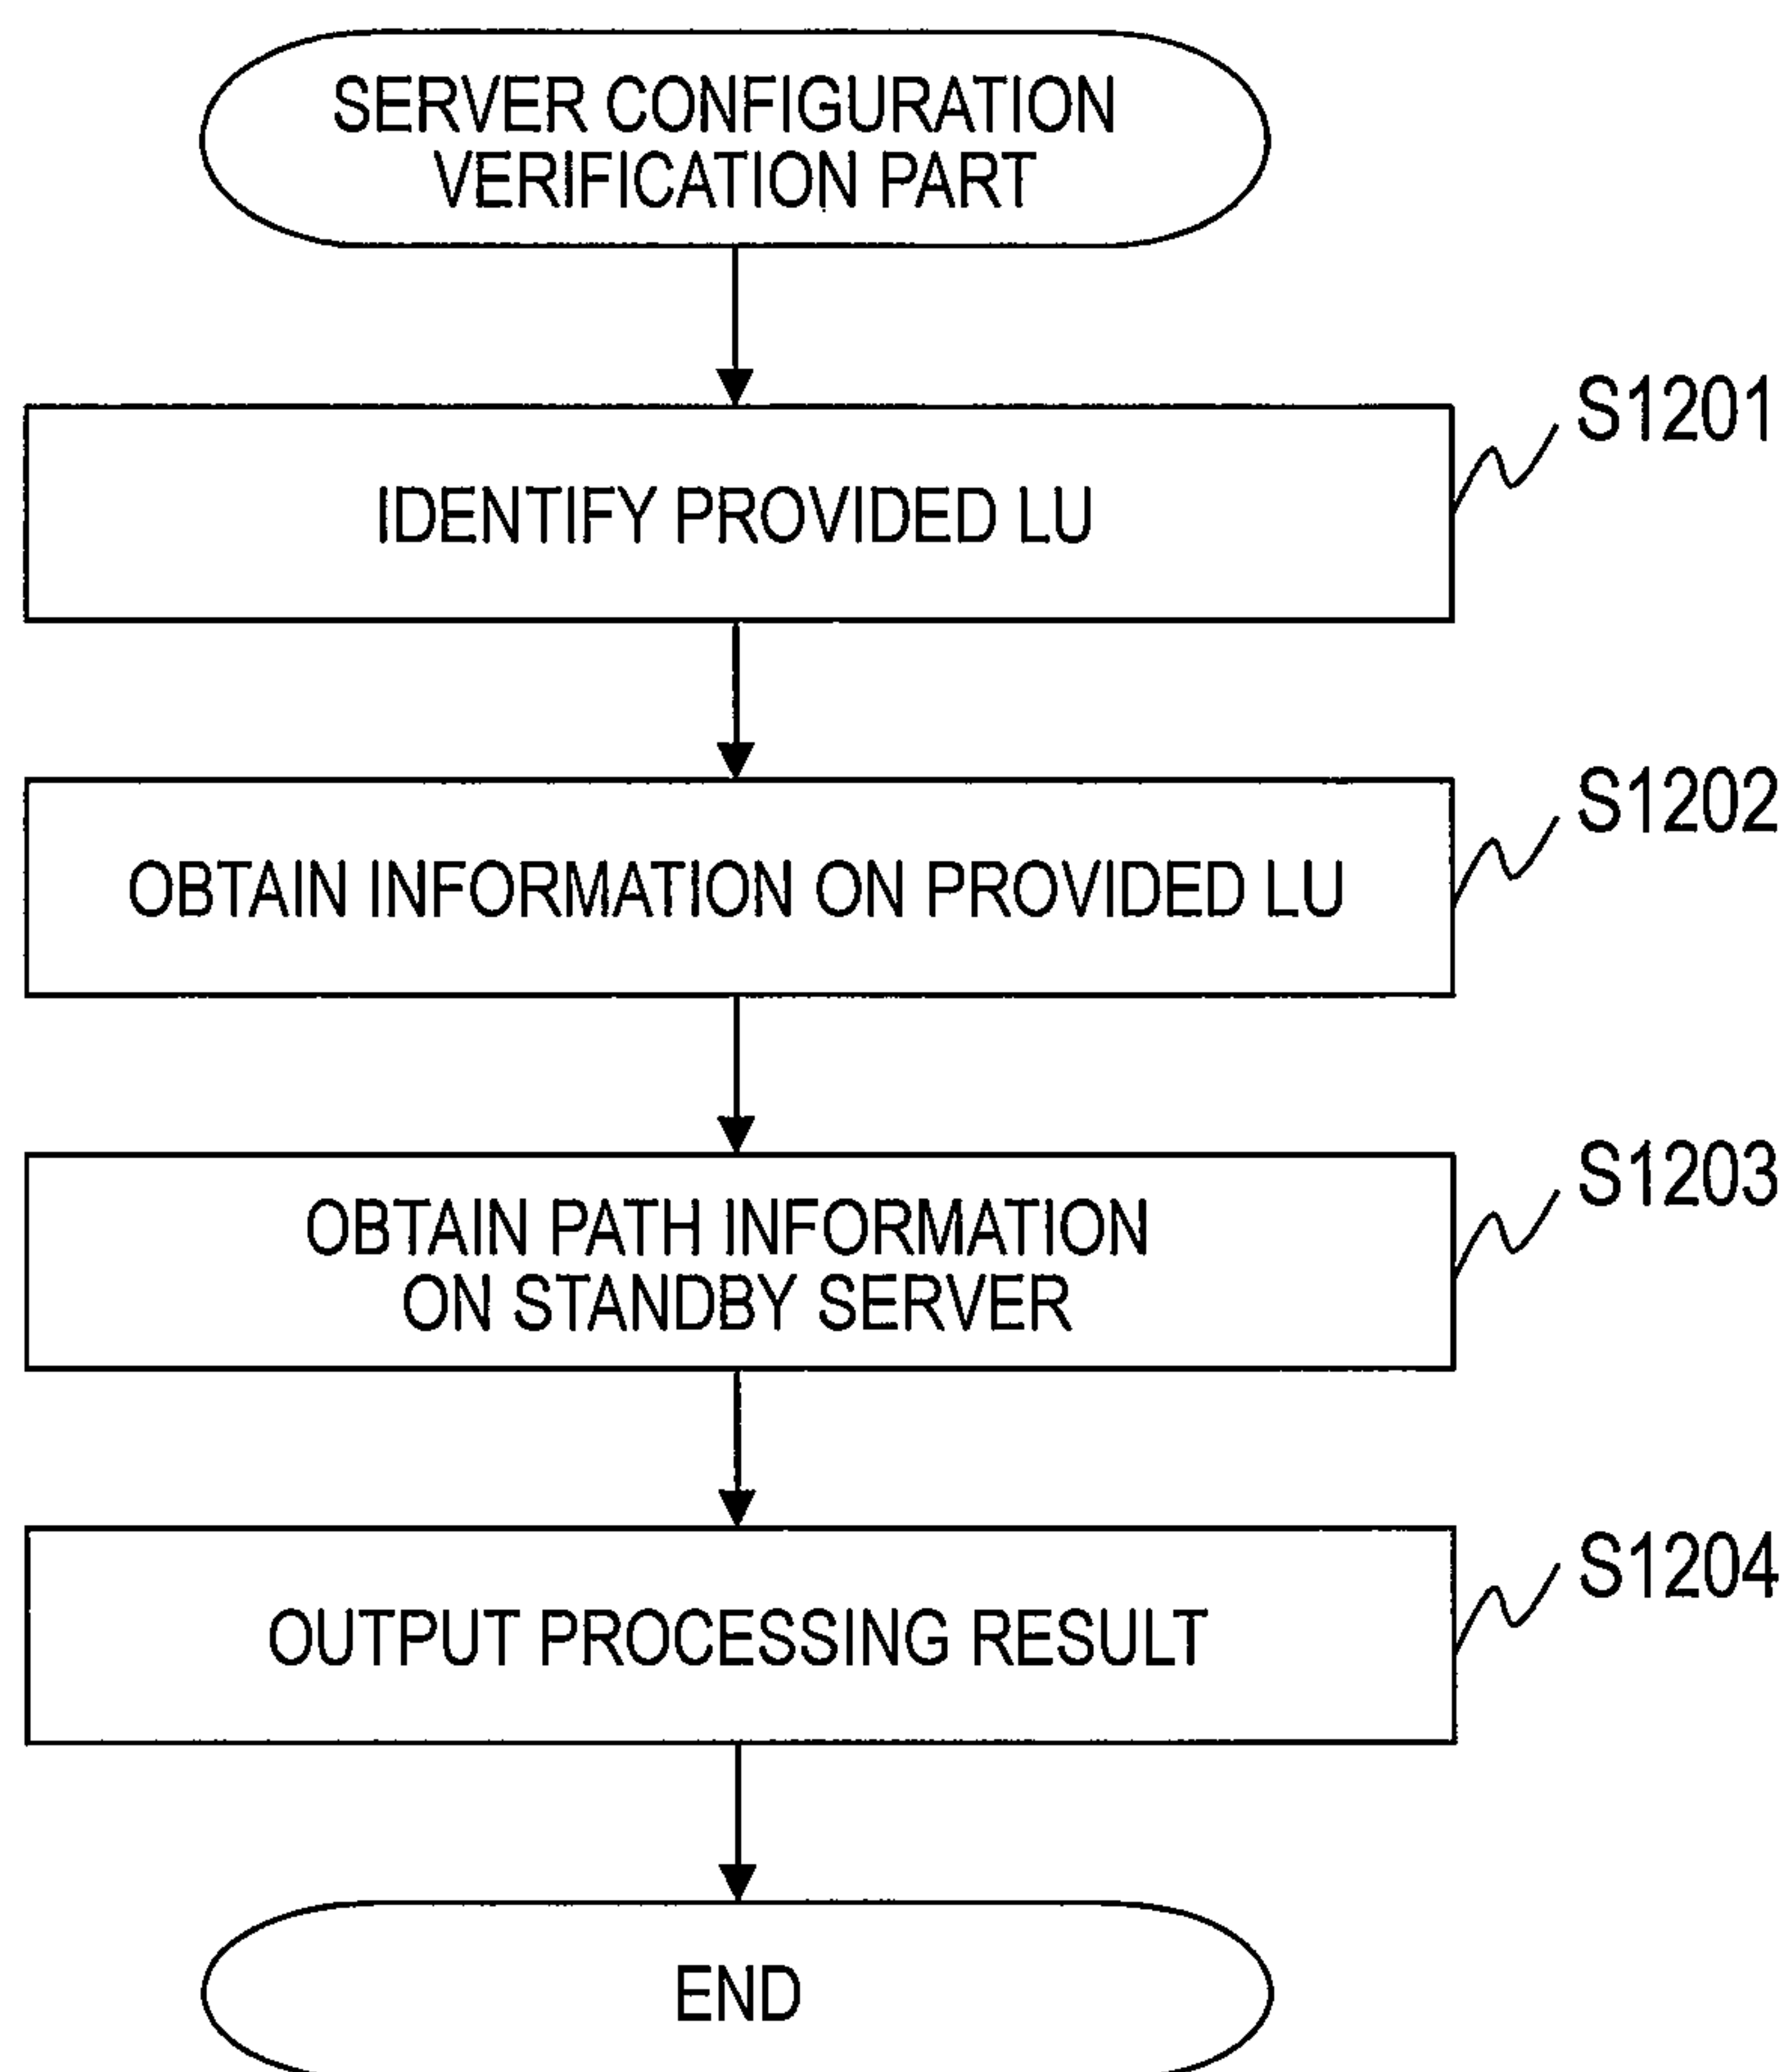 SERVER CONFIGURATION
VERIFICATION PART
S1201
IDENTIFY PROVIDED LU
S1202
OBTAIN INFORMATION ON PROVIDED LU
S1203
OBTAIN PATH INFORMATION
ON STANDBY SERVER
S1204
OUTPUT PROCESSING RESULT
END